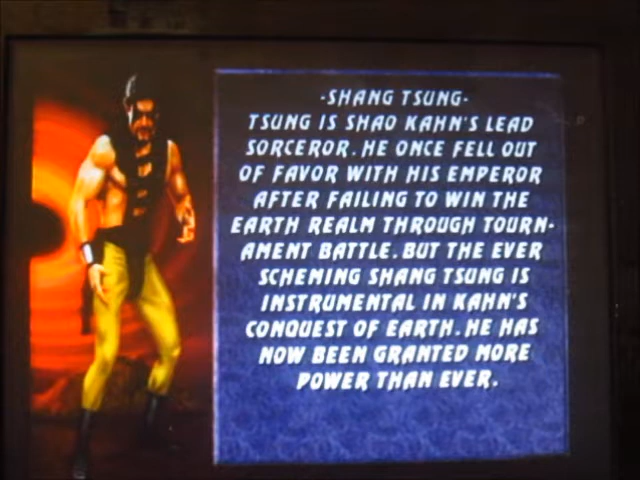 -SHANG TSUNG-
TSUNG IS SHAO KAHN'S LEAD
SORCEROR. HE ONCE FELL OUT
OF FAVOR WITH HIS EMPEROR
AFTER FAILING TO WIN THE
EARTH REALM THROUGH TOURN-
AMENT BATTLE. BUT THE EVER
SCHEMING SHANG TSUNG IS
INSTRUMENTAL IN KAHN'S
CONQUEST OF EARTH. HE HAS
NOW BEEN GRANTED MORE
POWER THAN EVER.